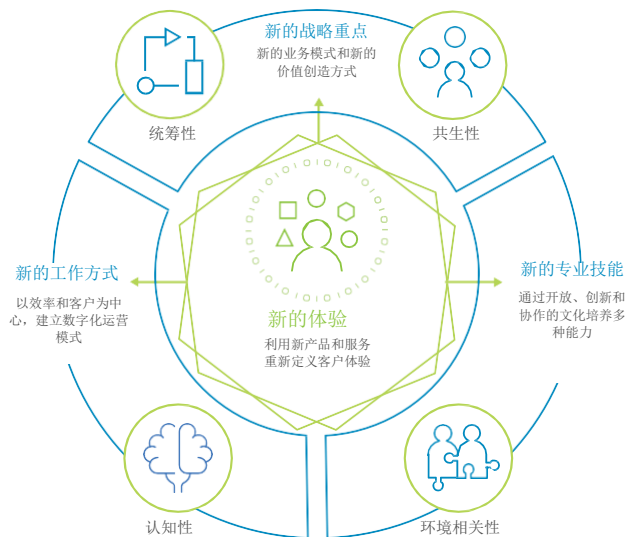 新的战略重点
新的业务模式和新的
价值创造方式
统筹性
共生性
新的工作方式
以效率和客户为中
心，建立数字化运营
模式
新的专业技能
通过开放、创新和
协作的文化培养多
种能力
新的体验
利用新产品和服务
重新定义客户体验
认知性
环境相关性